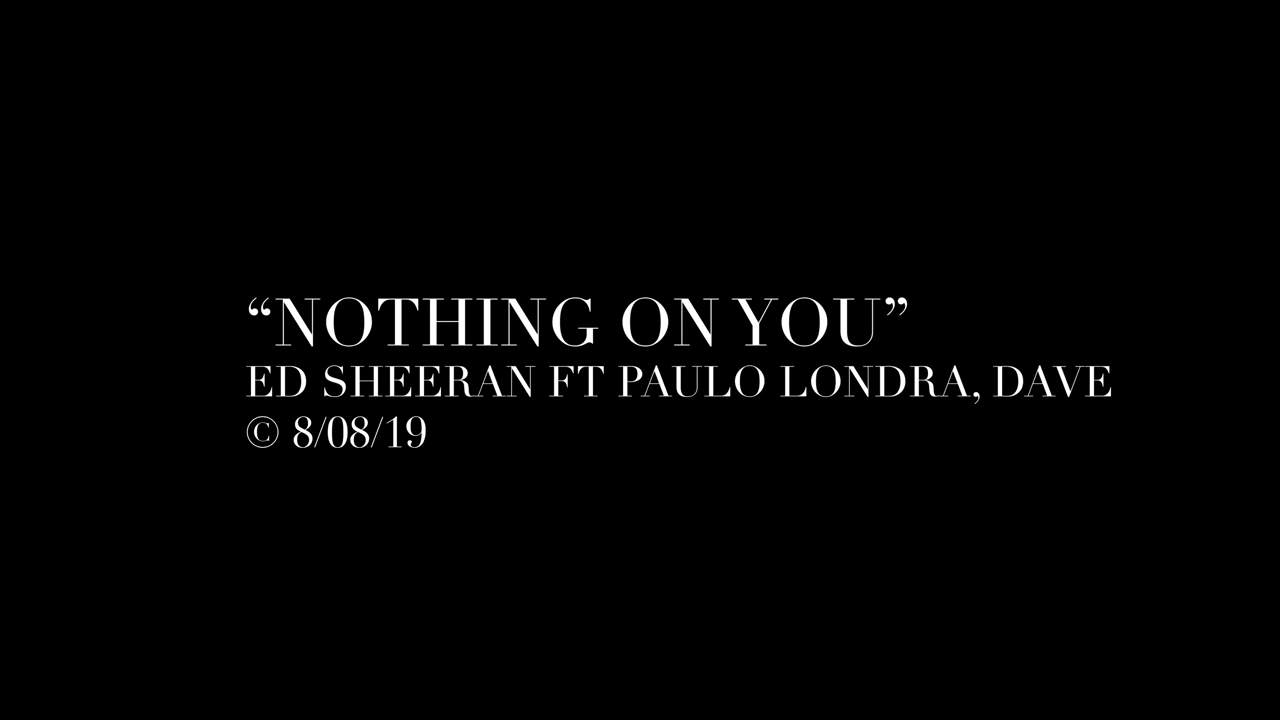 “NOTHING ON YOU”
ED SHEERAN FT PAULO LONDRA, DAVE
© 8/08/19